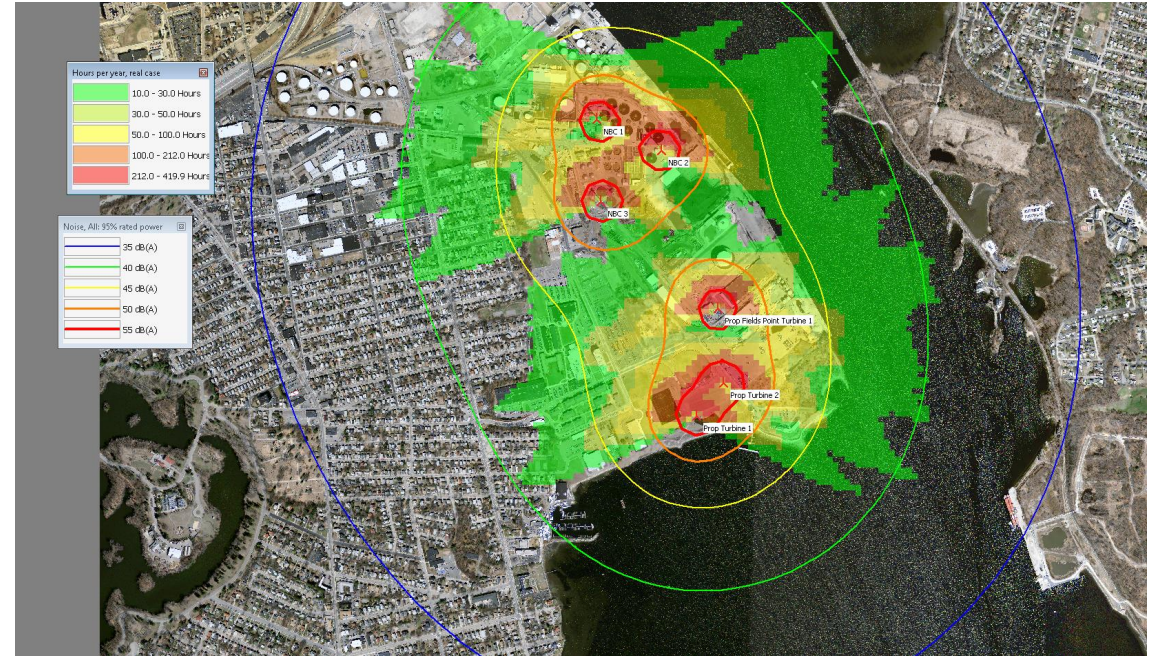 Hours per year, real case
10.0 - 30.0 Hours
30.0 - 50.0 Hours
50.0 - 100.0 Hours
100.0 - 212.0 Hours
212.0 - 419.9 Hours
Noise, All: 95% rated power
35 dB(A)
40 dB(A)
45 dB(A)
50 dB(A)
55 dB(A)
NBC 1
NBC 2
NBC 3
Prop Fields Point Turbine 1
Prop Turbine 2
Prop Turbine 1